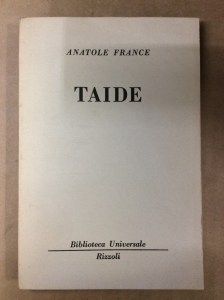 ANATOLE FRANCE
TAIDE
Biblioteca Universale
Rizzoli